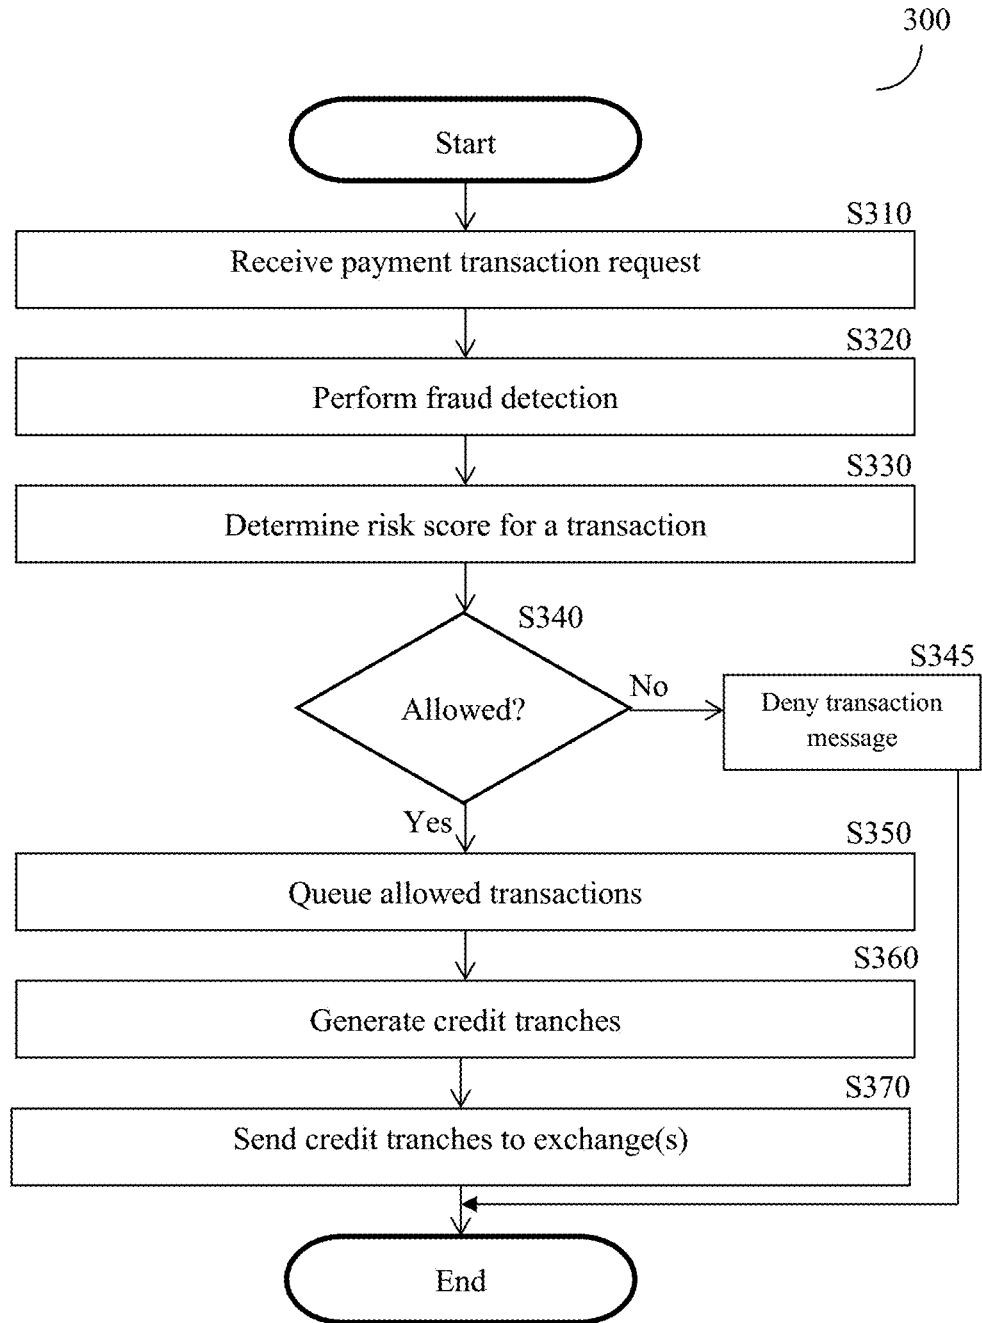 300
Start
S310
Receive payment transaction request
S320
Perform fraud detection
S330
Determine risk score for a transaction
S340
Allowed?
No
S345
Deny transaction
message
Yes
S350
Queue allowed transactions
S360
Generate credit tranches
S370
Send credit tranches to exchange(s)
End